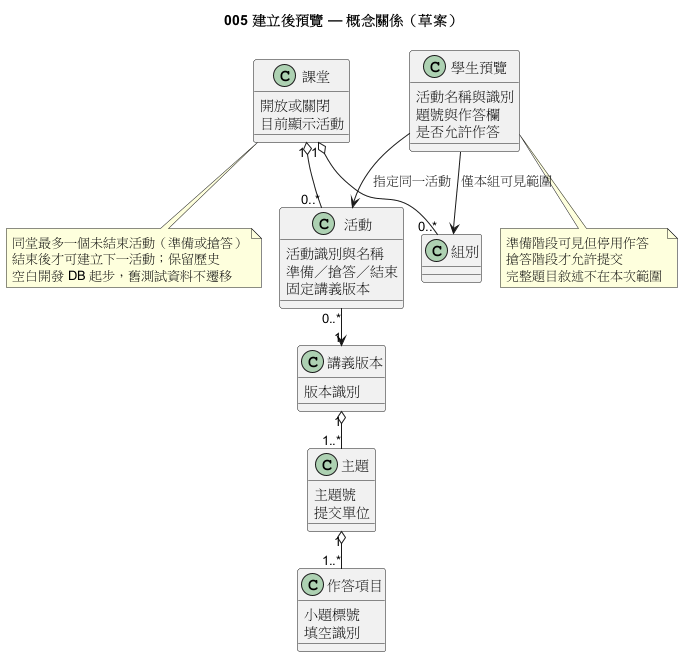 005 建立後預覽 — 概念關係（草案）
C 課堂
開放或關閉
目前顯示活動
C 學生預覽
活動名稱與識別
題號與作答欄
是否允許作答
1
1
指定同一活動
僅本組可見範圍
0..*
0..*
同堂最多一個未結束活動（準備或搶答）
結束後才可建立下一活動；保留歷史
空白開發 DB 起步，舊測試資料不遷移
C 活動
活動識別與名稱
準備／搶答／結束
固定講義版本
C 組別
準備階段可見但停用作答
搶答階段才允許提交
完整題目敘述不在本次範圍
0..*
1
C 講義版本
版本識別
1
1..*
C 主題
主題號
提交單位
1
1..*
C 作答項目
小題標號
填空識別